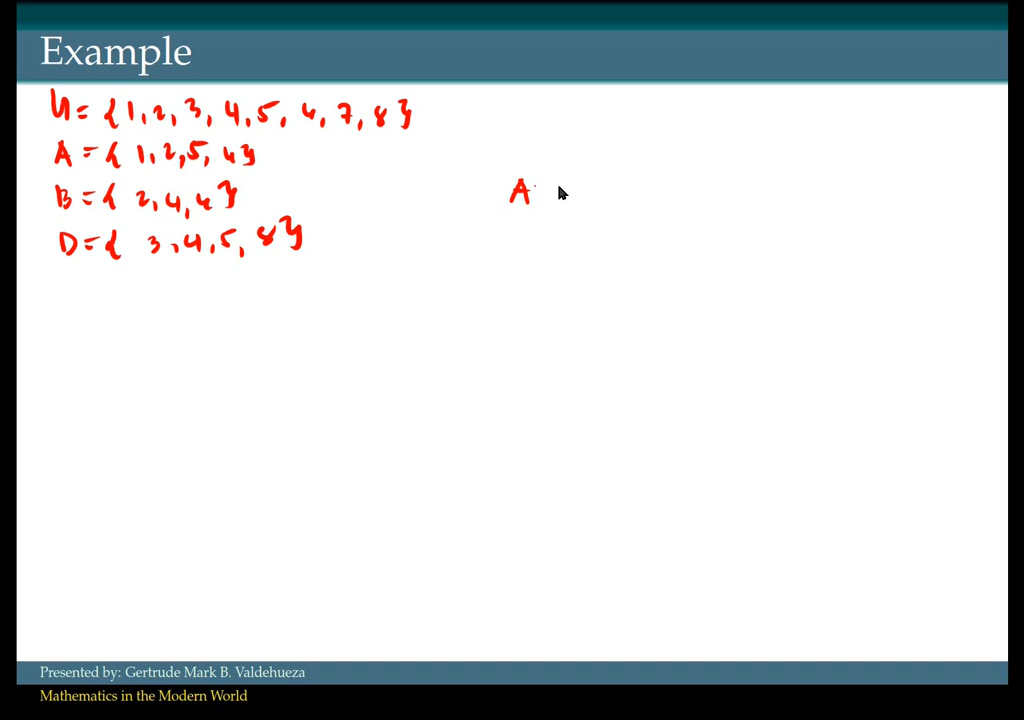 Example
U = { 1, 2, 3, 4, 5, 6, 7, 8 }
A = { 1, 2, 5, 6 }
B = { 2, 4, 6 }
D = { 3, 4, 5, 8 }
A
Presented by: Gertrude Mark B. Valdehueza
Mathematics in the Modern World